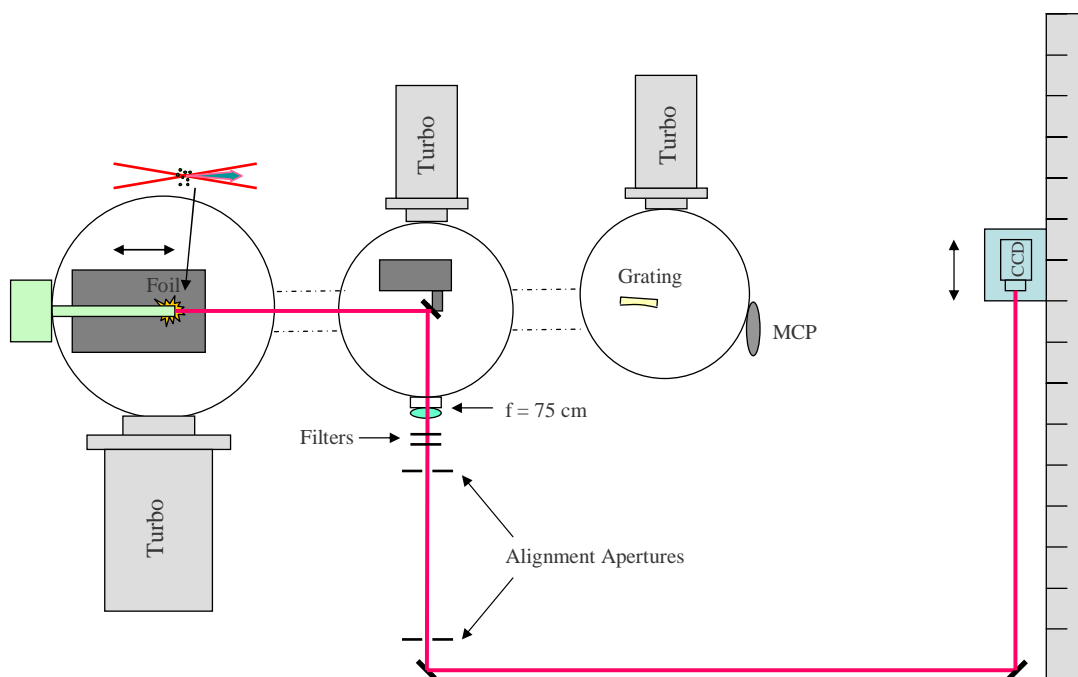 Turbo
Turbo
Foil
Grating
CCD
MCP
f = 75 cm
Filters
Turbo
Alignment Apertures